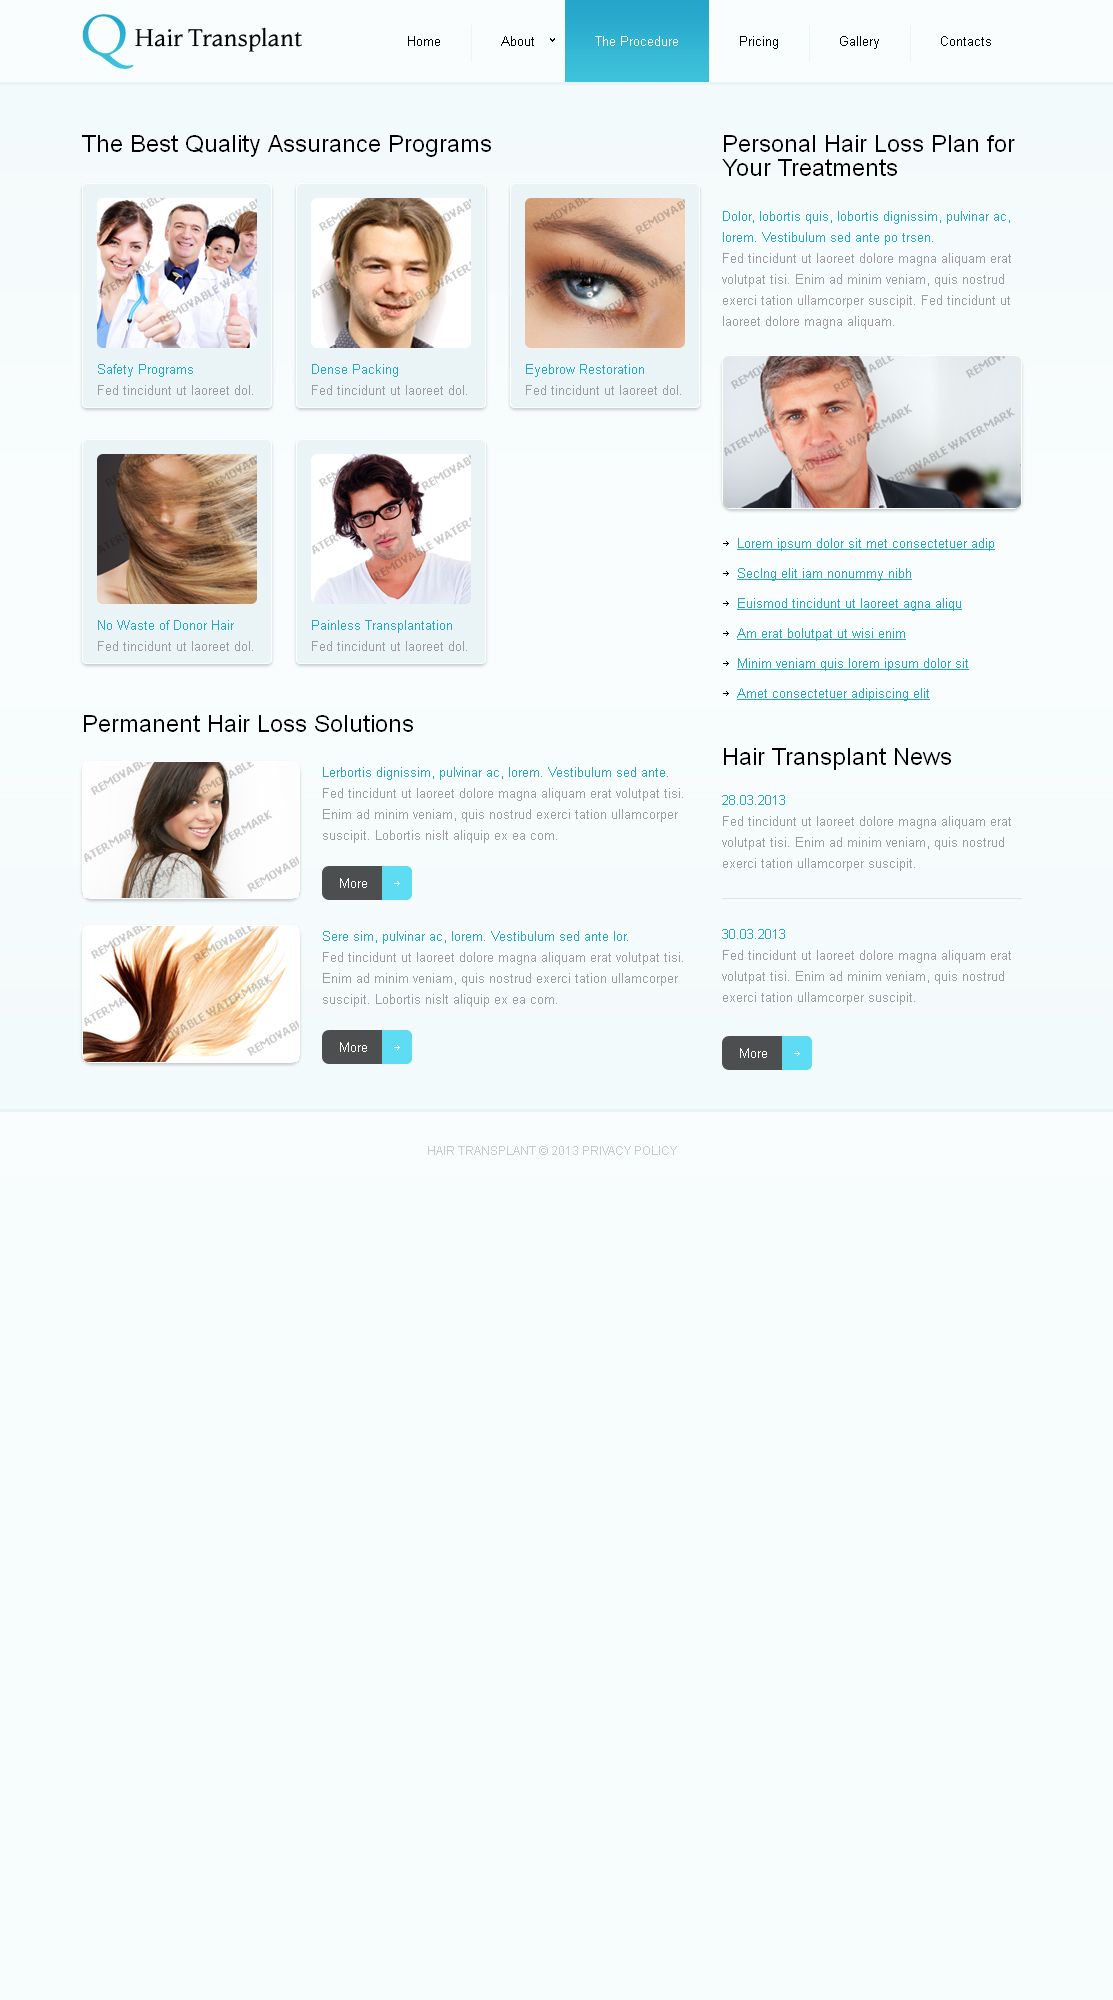 Q Hair Transplant
Home
About
The Procedure
Pricing
Gallery
Contacts
The Best Quality Assurance Programs
Safety Programs
Fed tincidunt ut laoreet dol.
Dense Packing
Fed tincidunt ut laoreet dol.
Eyebrow Restoration
Fed tincidunt ut laoreet dol.
No Waste of Donor Hair
Fed tincidunt ut laoreet dol.
Painless Transplantation
Fed tincidunt ut laoreet dol.
Permanent Hair Loss Solutions
Lerbortis dignissim, pulvinar ac, lorem. Vestibulum sed ante.
Fed tincidunt ut laoreet dolore magna aliquam erat volutpat tisi.
Enim ad minim veniam, quis nostrud exerci tation ullamcorper
suscipit. Lobortis nislt aliquip ex ea com.
More
Sere sim, pulvinar ac, lorem. Vestibulum sed ante lor.
Fed tincidunt ut laoreet dolore magna aliquam erat volutpat tisi.
Enim ad minim veniam, quis nostrud exerci tation ullamcorper
suscipit. Lobortis nislt aliquip ex ea com.
More
Personal Hair Loss Plan for
Your Treatments
Dolor, lobortis quis, lobortis dignissim, pulvinar ac,
lorem. Vestibulum sed ante po trsen.
Fed tincidunt ut laoreet dolore magna aliquam erat
volutpat tisi. Enim ad minim veniam, quis nostrud
exerci tation ullamcorper suscipit. Fed tincidunt ut
laoreet dolore magna aliquam.
REMOVABLE WATERMARK
Lorem ipsum dolor sit met consectetuer adip
SecIng elit iam nonummy nibh
Euismod tincidunt ut laoreet agna aliqu
Am erat bolutpat ut wisi enim
Minim veniam quis lorem ipsum dolor sit
Amet consectetuer adipiscing elit
Hair Transplant News
28.03.2013
Fed tincidunt ut laoreet dolore magna aliquam erat
volutpat tisi. Enim ad minim veniam, quis nostrud
exerci tation ullamcorper suscipit.
30.03.2013
Fed tincidunt ut laoreet dolore magna aliquam erat
volutpat tisi. Enim ad minim veniam, quis nostrud
exerci tation ullamcorper suscipit.
More
HAIR TRANSPLANT © 2013 PRIVACY POLICY